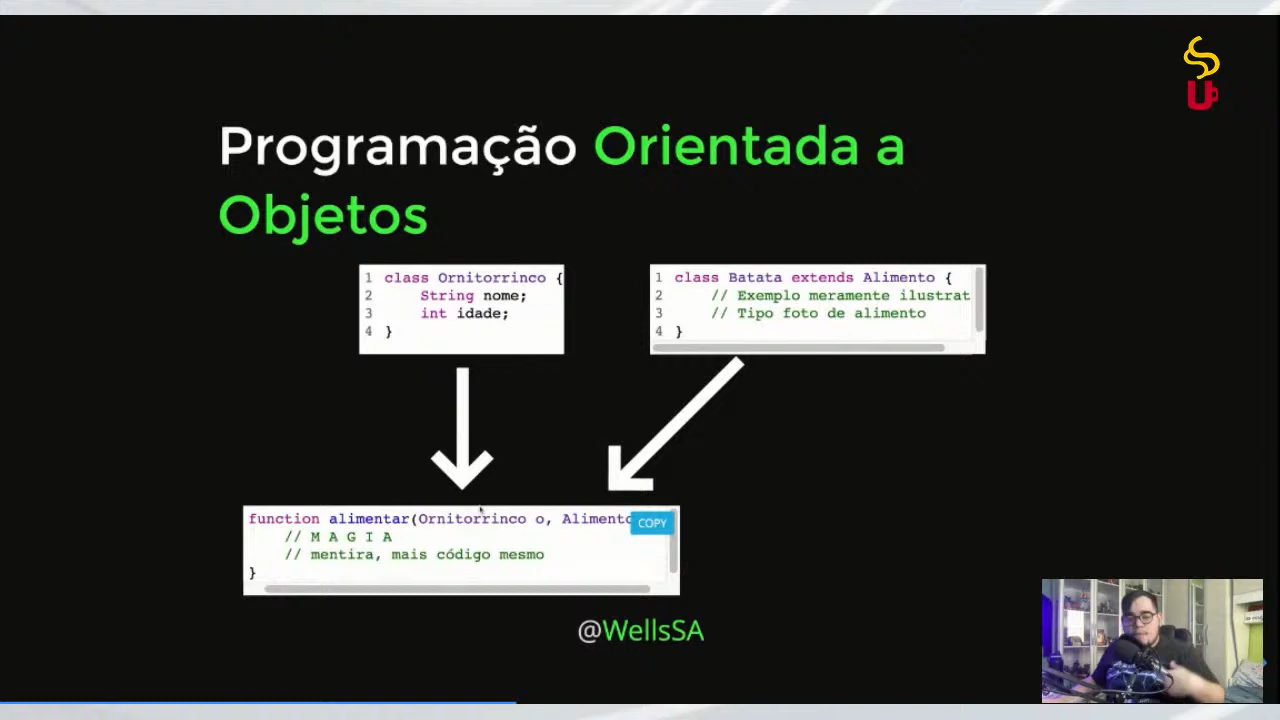 Programação Orientada a
Objetos
1 class Ornitorrinco {
2 String nome;
3 int idade;
4 }
1 class Batata extends Alimento {
2 // Exemplo meramente ilustrat
3 // Tipo foto de alimento
4 }
function alimentar(Ornitorrinco o, Alimento
COPY
// M A G I A
// mentira, mais código mesmo
}
@WellsSA